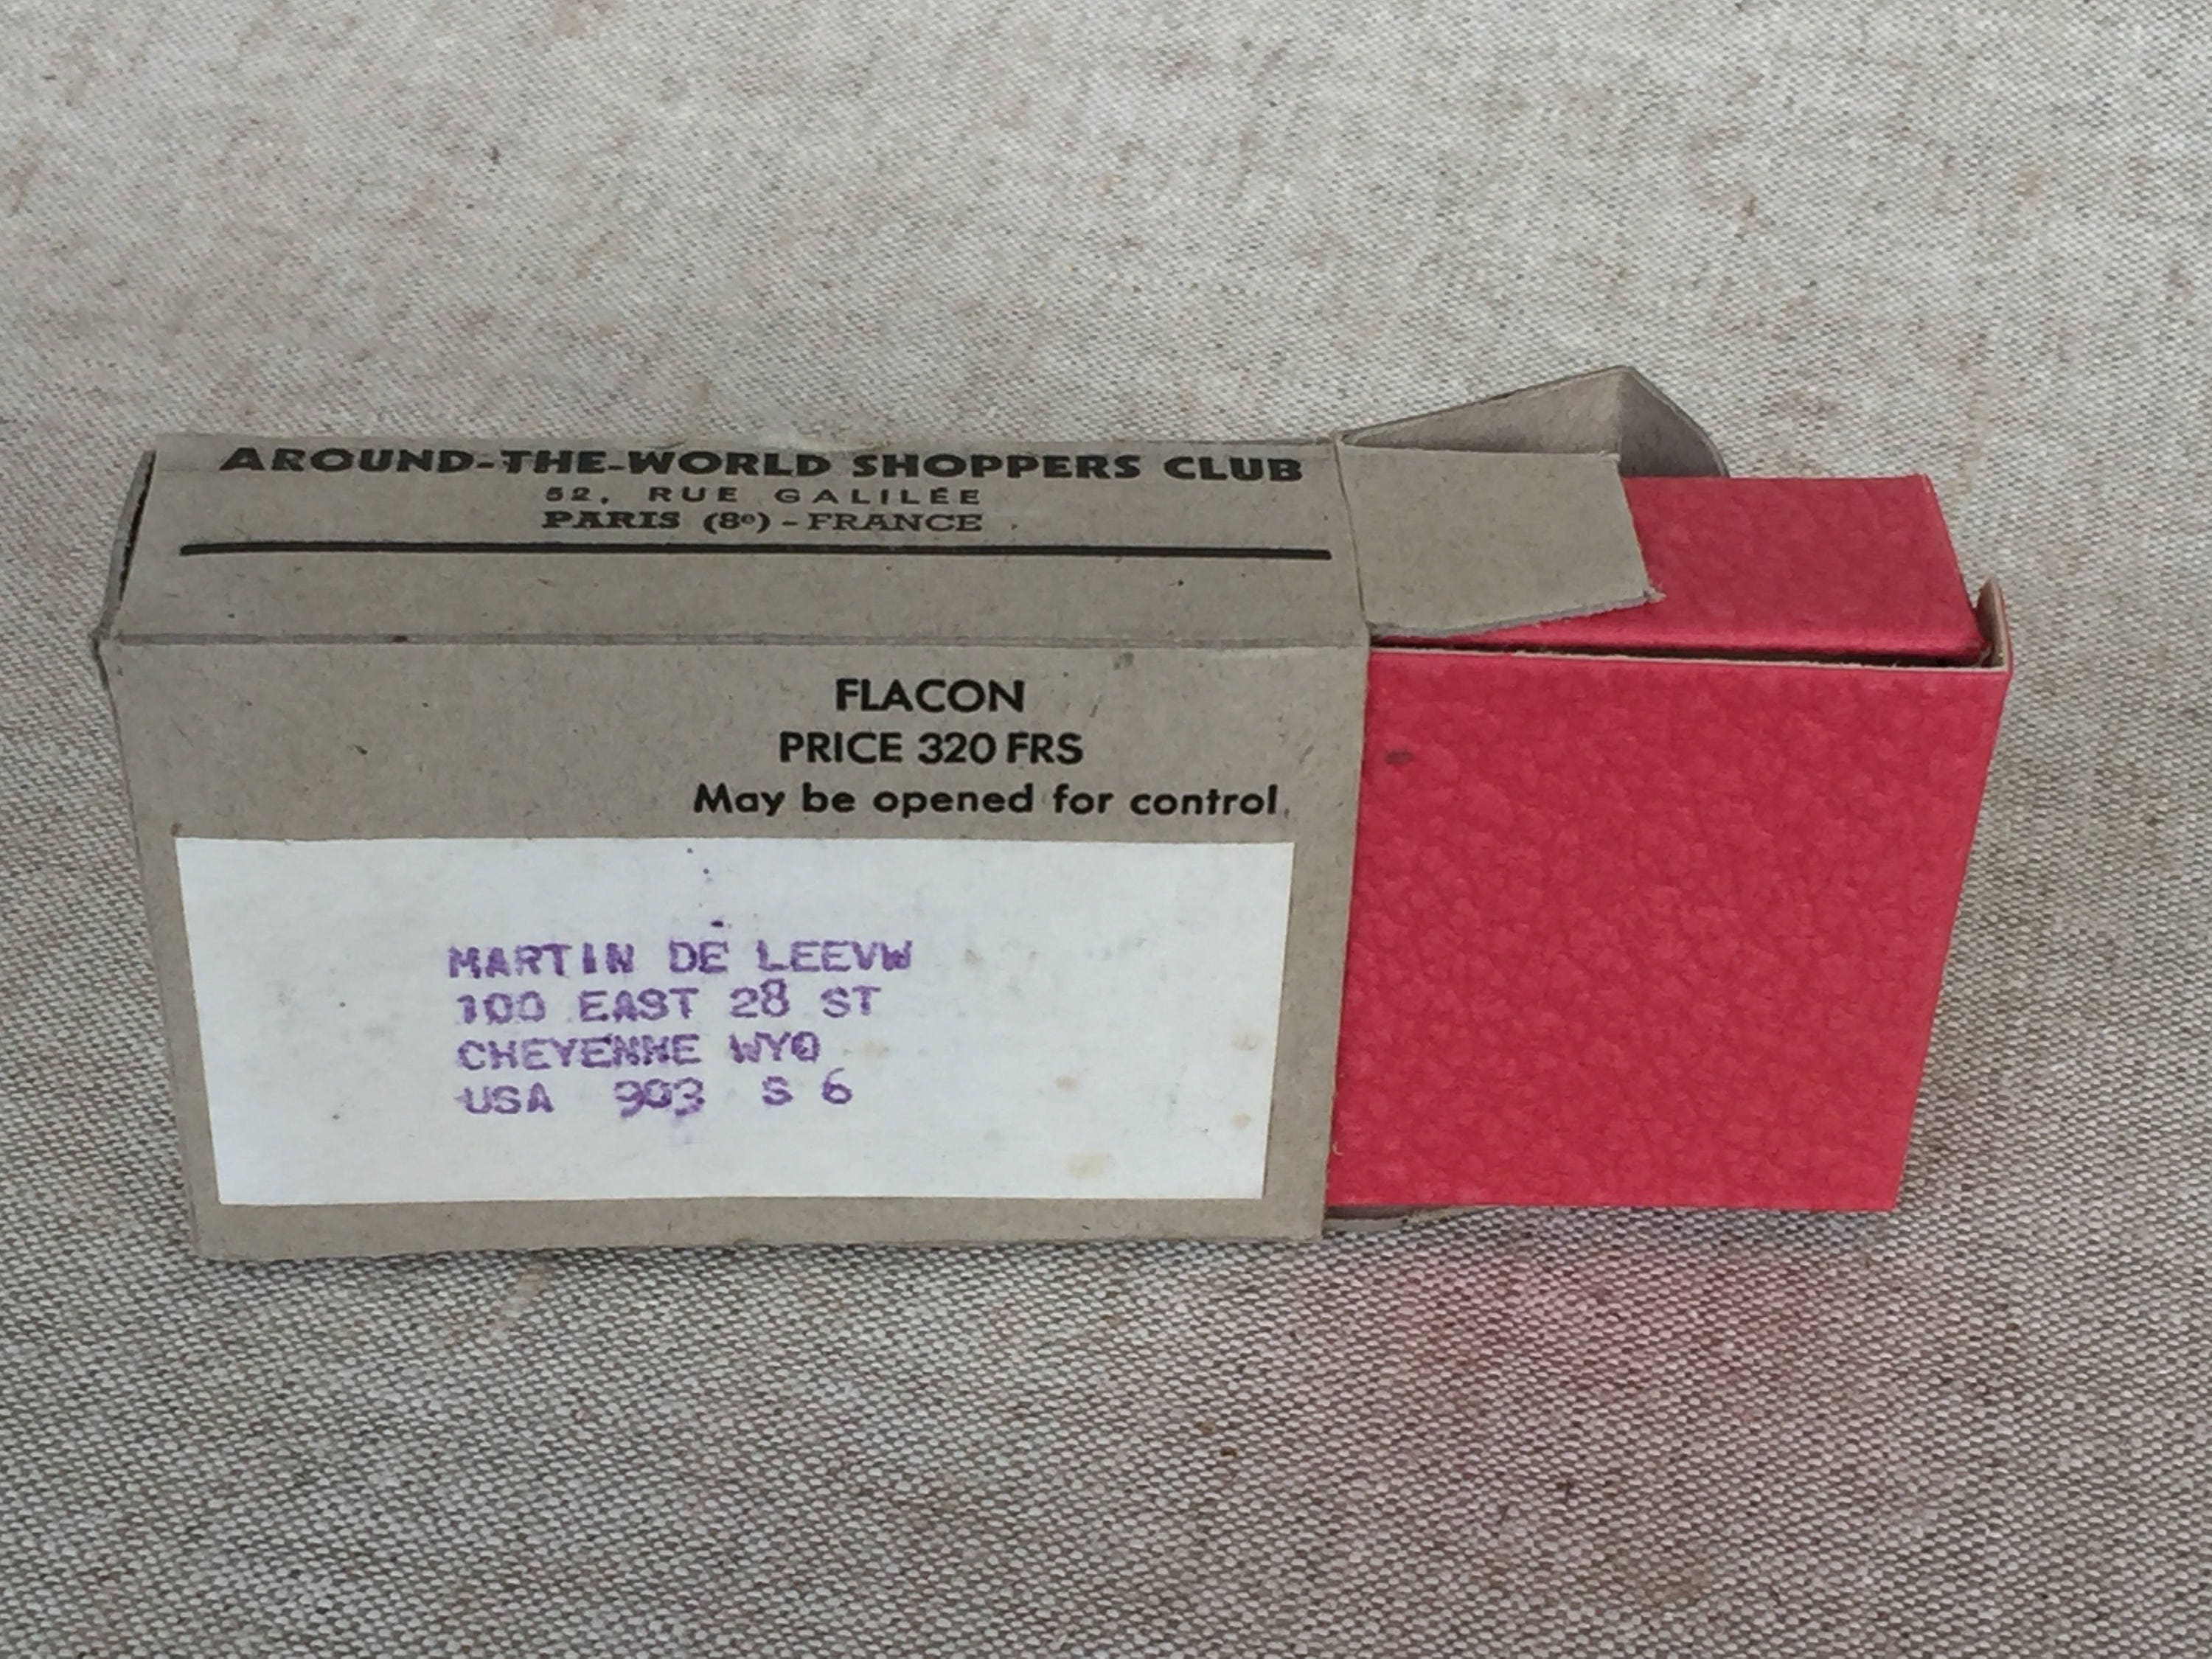 AROUND-THE-WORLD SHOPPERS CLUB
52, RUE GALILÉE
PARIS (8e) - FRANCE
FLACON
PRICE 320 FRS
May be opened for control.
MARTIN DE LEEVW
100 EAST 28 ST
CHEYENNE WYO
USA 903 S 6